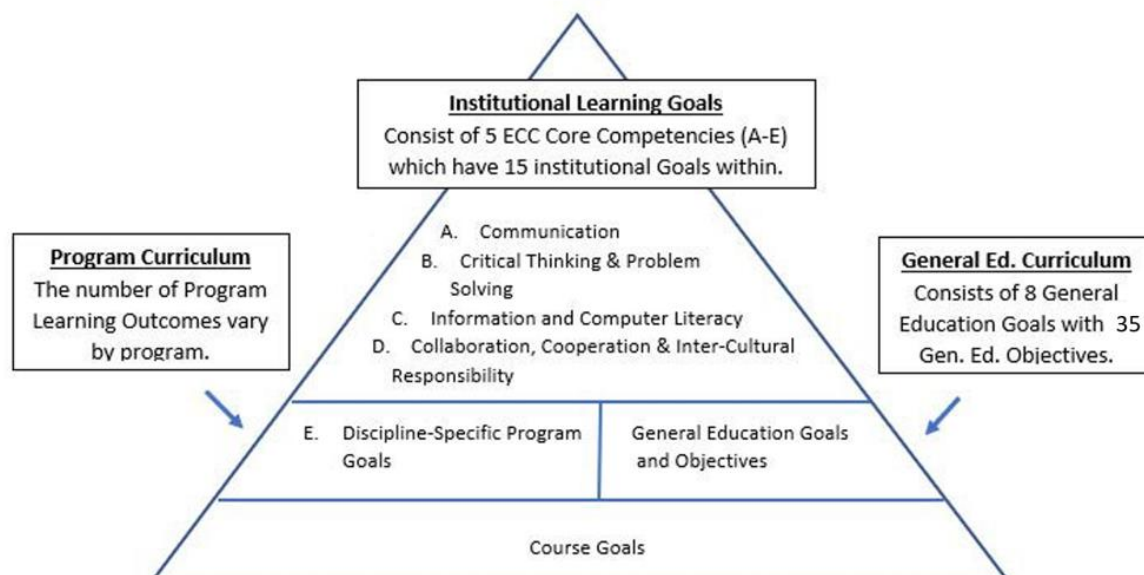 Institutional Learning Goals
Consist of 5 ECC Core Competencies (A-E)
which have 15 institutional Goals within.
A. Communication
B. Critical Thinking & Problem
Solving
C. Information and Computer Literacy
D. Collaboration, Cooperation & Inter-Cultural
Responsibility
Program Curriculum
The number of Program
Learning Outcomes vary
by program.
General Ed. Curriculum
Consists of 8 General
Education Goals with 35
Gen. Ed. Objectives.
E. Discipline-Specific Program
Goals
General Education Goals
and Objectives
Course Goals